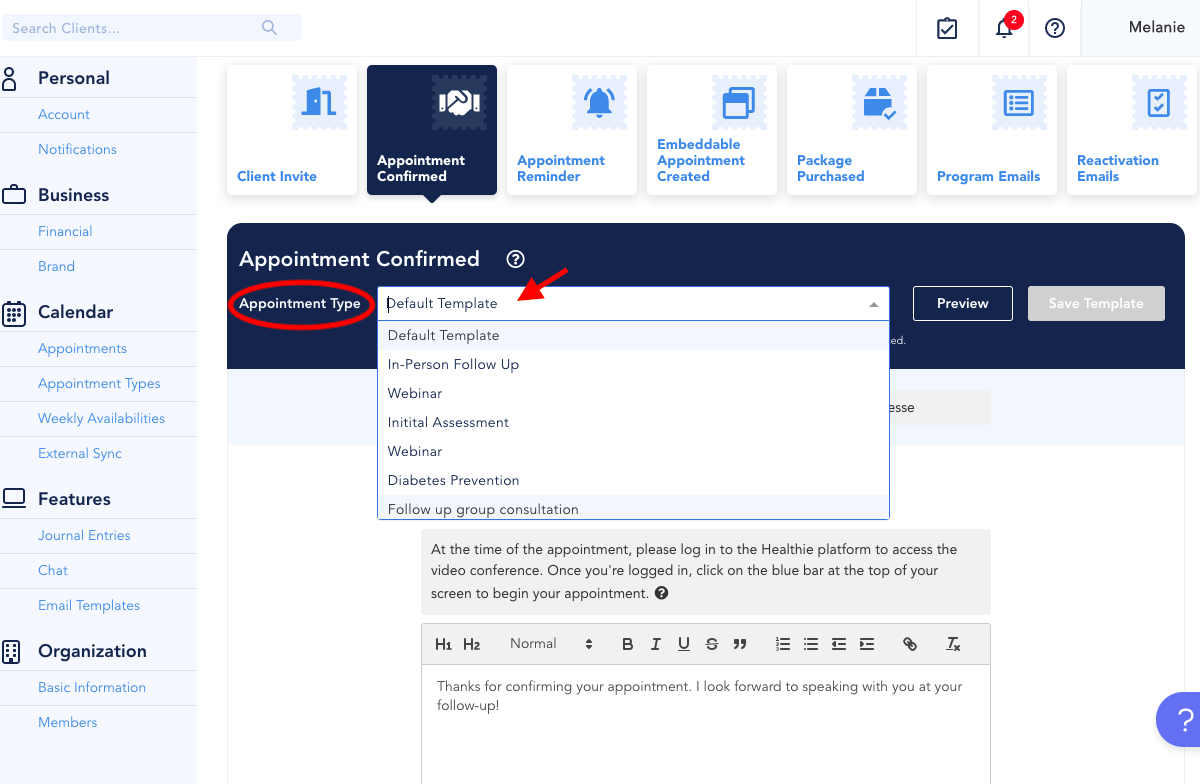 Search Clients...
2
Melanie
Personal
Account
Notifications
Business
Financial
Brand
Calendar
Appointments
Appointment Types
Weekly Availabilities
External Sync
Features
Journal Entries
Chat
Email Templates
Organization
Basic Information
Members
Client Invite
Appointment
Confirmed
Appointment
Reminder
Embeddable
Appointment
Created
Package
Purchased
Program Emails
Reactivation
Emails
Appointment Confirmed ?
Appointment Type
Default Template
Preview
Save Template
Default Template
In-Person Follow Up
Webinar
Initital Assessment
Webinar
Diabetes Prevention
Follow up group consultation
At the time of the appointment, please log in to the Healthie platform to access the
video conference. Once you're logged in, click on the blue bar at the top of your
screen to begin your appointment. ?
H1 H2 Normal B I U S
Thanks for confirming your appointment. I look forward to speaking with you at your
follow-up!
?